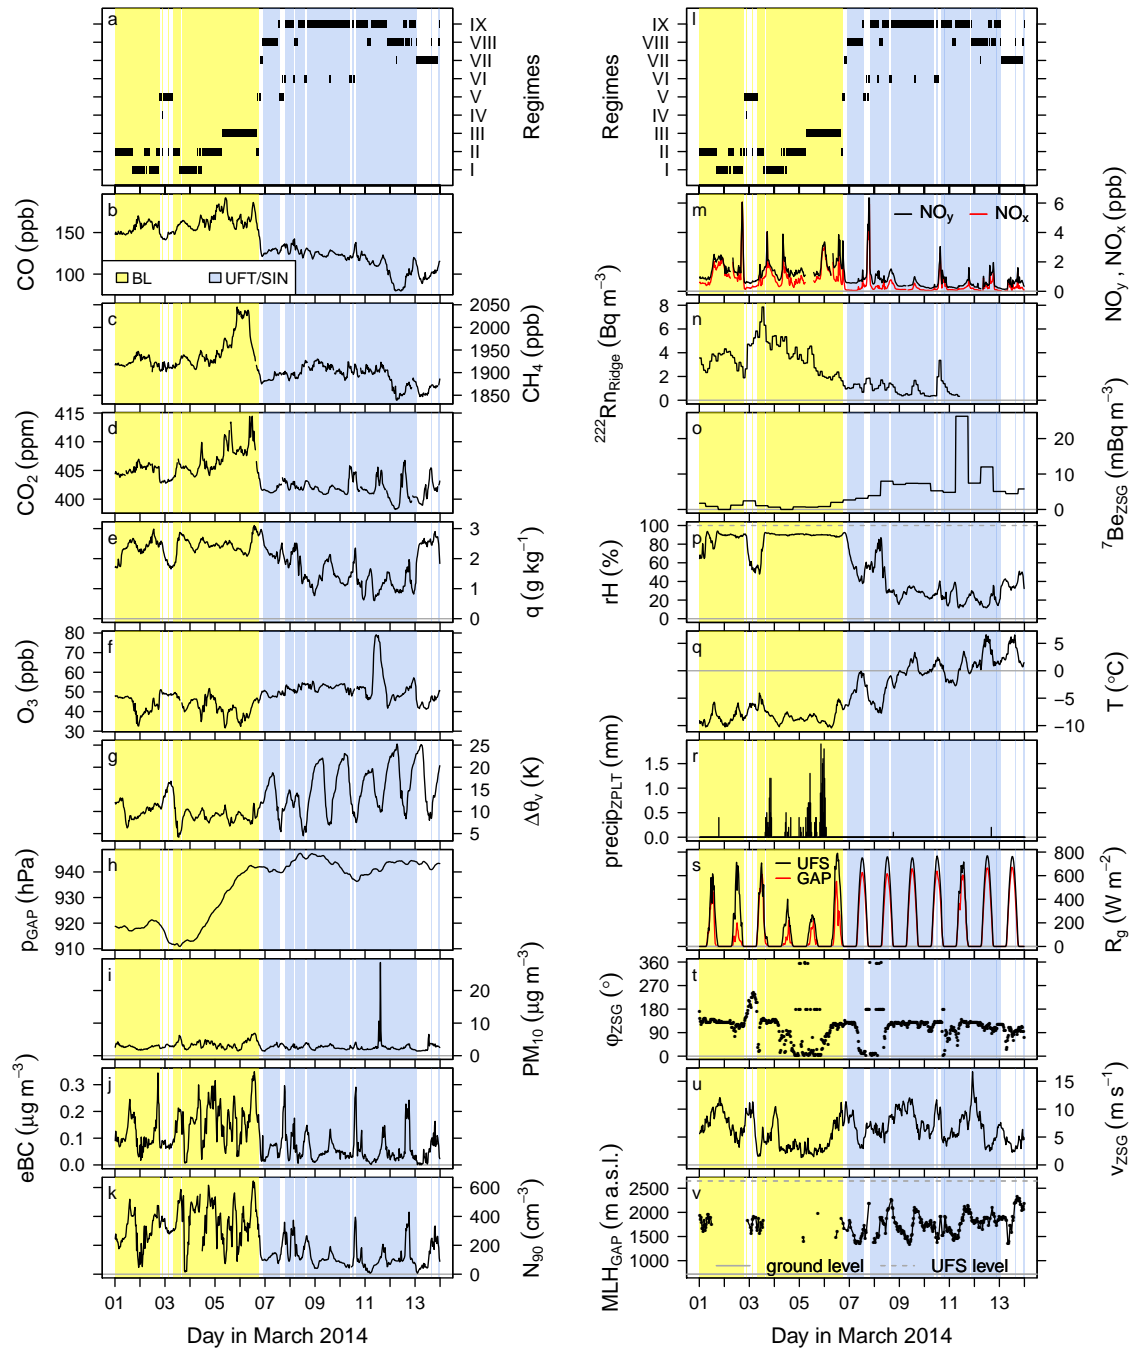 a
IX
VIII
VII
VI
V
IV
III
II
I
Regimes
b
CO (ppb)
150
100
BL
UFT/SIN
c
2050
2000
1950
1900
1850
CH4 (ppb)
d
415
410
405
400
CO2 (ppm)
e
3
2
1
0
q (g kg−1)
f
80
70
60
50
40
30
O3 (ppb)
g
25
20
15
10
5
Δθv (K)
h
940
930
920
910
pGAP (hPa)
i
20
10
0
PM10 (µg m−3)
j
0.3
0.2
0.1
0.0
eBC (µg m−3)
k
600
400
200
0
N90 (cm−3)
01 03 05 07 09 11 13
Day in March 2014
l
IX
VIII
VII
VI
V
IV
III
II
I
Regimes
m
NOy NOx
6
4
2
0
NOy , NOx (ppb)
n
8
6
4
2
0
222RnRidge (Bq m−3)
o
20
10
0
7BeZSG (mBq m−3)
p
100
80
60
40
20
0
rH (%)
q
5
0
−5
−10
T (°C)
r
1.5
1.0
0.5
0.0
precipZPLT (mm)
s
UFS
GAP
800
600
400
200
0
Rg (W m−2)
t
360
270
180
90
0
φZSG (°)
u
15
10
5
0
vZSG (m s−1)
v
2500
2000
1500
1000
MLHGAP (m a.s.l.)
ground level UFS level
01 03 05 07 09 11 13
Day in March 2014